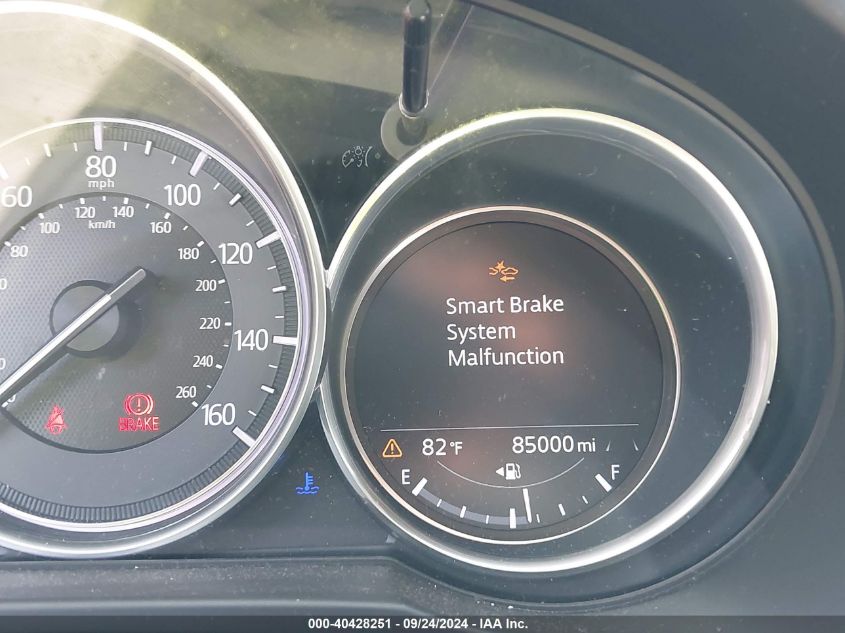 60
80
mph
100
120
140
160
80
100
120
140
km/h
160
180
200
220
240
260
BRAKE
Smart Brake
System
Malfunction
82°F
85000 mi
E
F
000-40428251 - 09/24/2024 - IAA Inc.